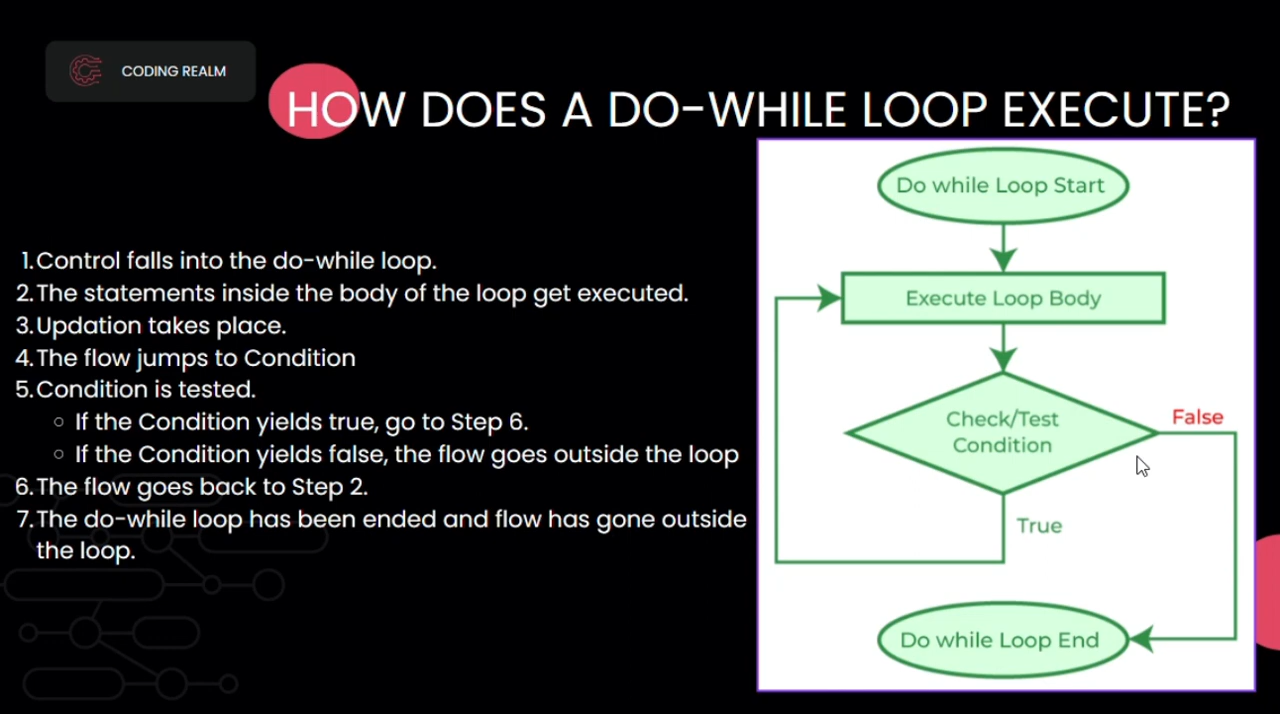 CODING REALM
HOW DOES A DO-WHILE LOOP EXECUTE?
1. Control falls into the do-while loop.
2. The statements inside the body of the loop get executed.
3. Updation takes place.
4. The flow jumps to Condition
5. Condition is tested.
○ If the Condition yields true, go to Step 6.
○ If the Condition yields false, the flow goes outside the loop
6. The flow goes back to Step 2.
7. The do-while loop has been ended and flow has gone outside
the loop.
Do while Loop Start
Execute Loop Body
Check/Test
Condition
False
True
Do while Loop End